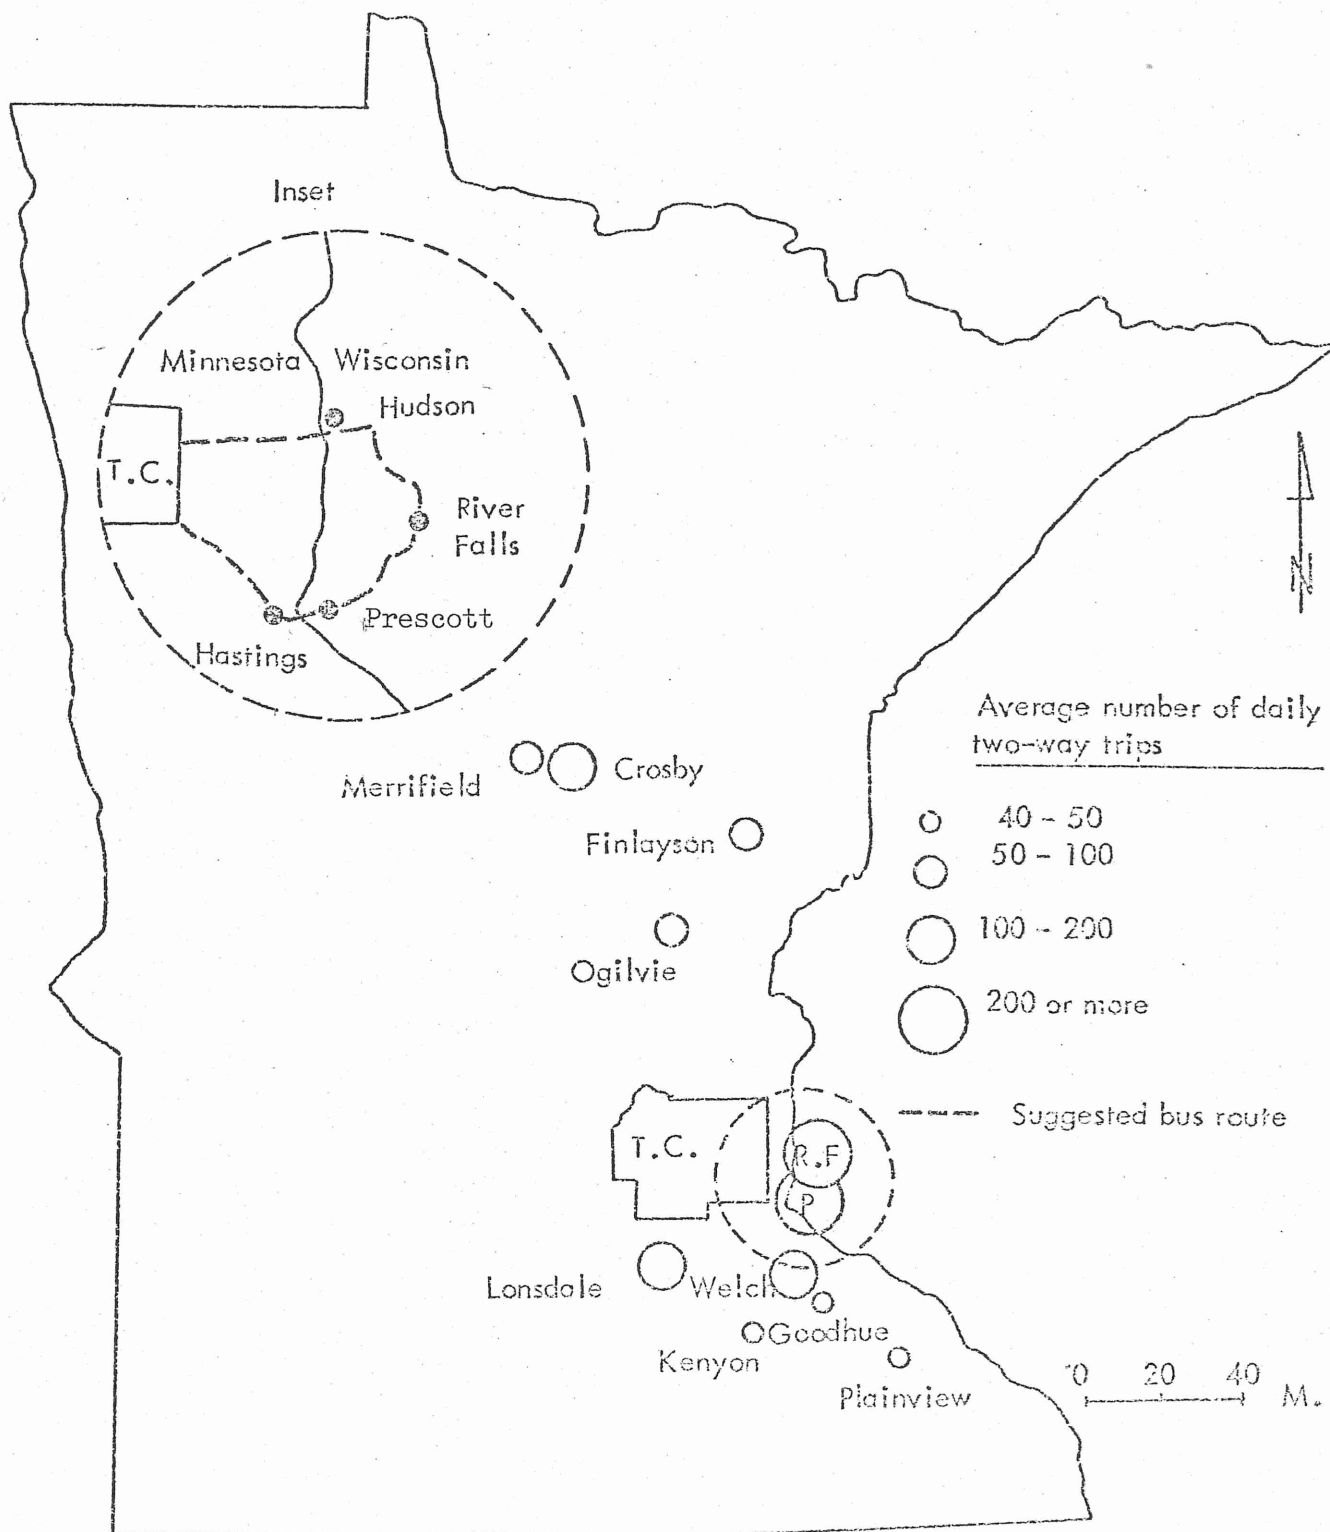 Inset
Minnesota Wisconsin
Hudson
T.C.
River
Falls
Prescott
Hastings
N
Average number of daily
two-way trips
Merrifield
Crosby
40 - 50
Finlayson
50 - 100
100 - 200
Ogilvie
200 or more
Suggested bus route
T.C.
R.F
P
Lonsdale
Welch
Goodhue
Kenyon
Plainview
0 20 40 M.